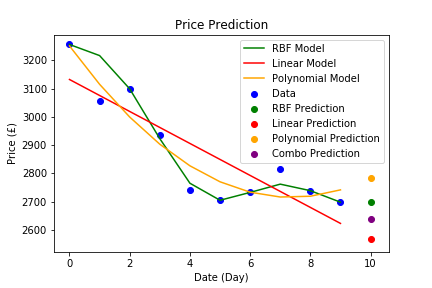 Price Prediction
Price (£)
3200
3100
3000
2900
2800
2700
2600
RBF Model
Linear Model
Polynomial Model
Data
RBF Prediction
Linear Prediction
Polynomial Prediction
Combo Prediction
0 2 4 6 8 10
Date (Day)